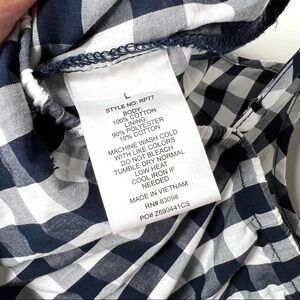 L
STYLE NO: RP77
BODY:
100% COTTON
LINING:
90% POLYESTER
10% COTTON
MACHINE WASH COLD
WITH LIKE COLORS
DO NOT BLEACH
TUMBLE DRY NORMAL
LOW HEAT
COOL IRON IF
NEEDED
MADE IN VIETNAM
RN# 83098
PO# Z690441CS